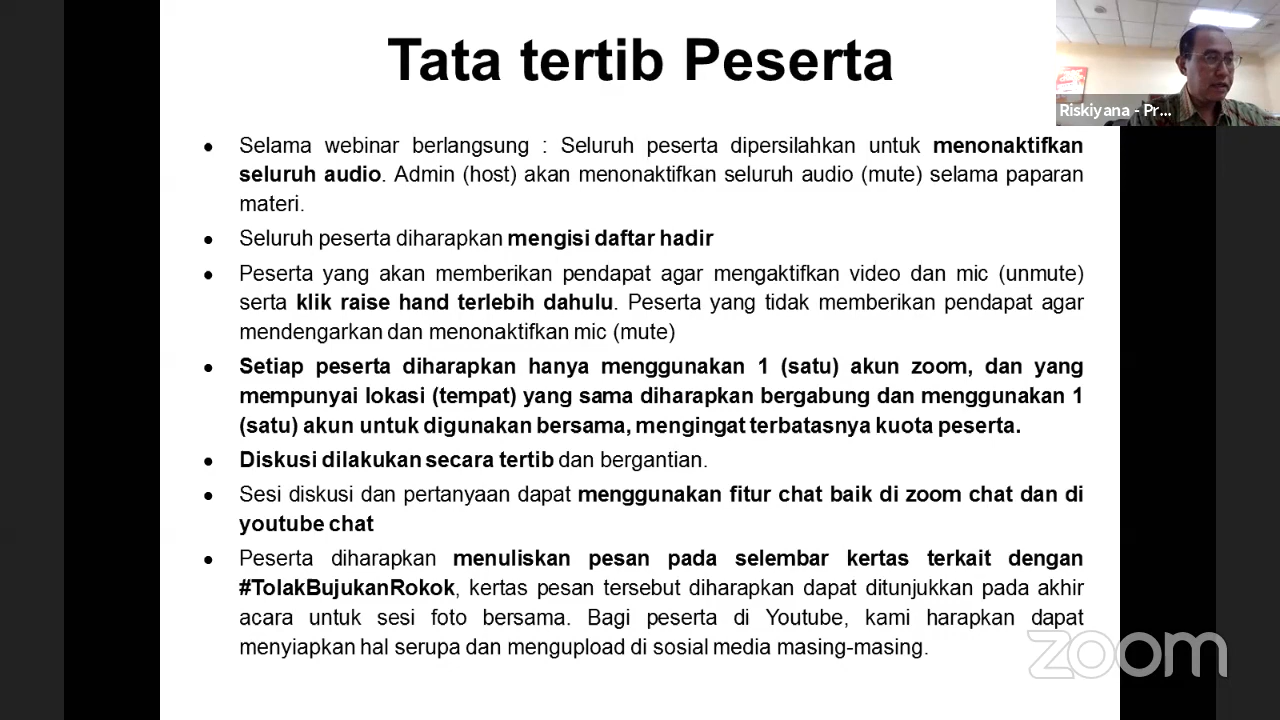 Tata tertib Peserta
Riskiyana - Pr...
● Selama webinar berlangsung : Seluruh peserta dipersilahkan untuk menonaktifkan
seluruh audio. Admin (host) akan menonaktifkan seluruh audio (mute) selama paparan
materi.
● Seluruh peserta diharapkan mengisi daftar hadir
● Peserta yang akan memberikan pendapat agar mengaktifkan video dan mic (unmute)
serta klik raise hand terlebih dahulu. Peserta yang tidak memberikan pendapat agar
mendengarkan dan menonaktifkan mic (mute)
● Setiap peserta diharapkan hanya menggunakan 1 (satu) akun zoom, dan yang
mempunyai lokasi (tempat) yang sama diharapkan bergabung dan menggunakan 1
(satu) akun untuk digunakan bersama, mengingat terbatasnya kuota peserta.
● Diskusi dilakukan secara tertib dan bergantian.
● Sesi diskusi dan pertanyaan dapat menggunakan fitur chat baik di zoom chat dan di
youtube chat
● Peserta diharapkan menuliskan pesan pada selembar kertas terkait dengan
#TolakBujukanRokok, kertas pesan tersebut diharapkan dapat ditunjukkan pada akhir
acara untuk sesi foto bersama. Bagi peserta di Youtube, kami harapkan dapat
menyiapkan hal serupa dan mengupload di sosial media masing-masing.
zoom